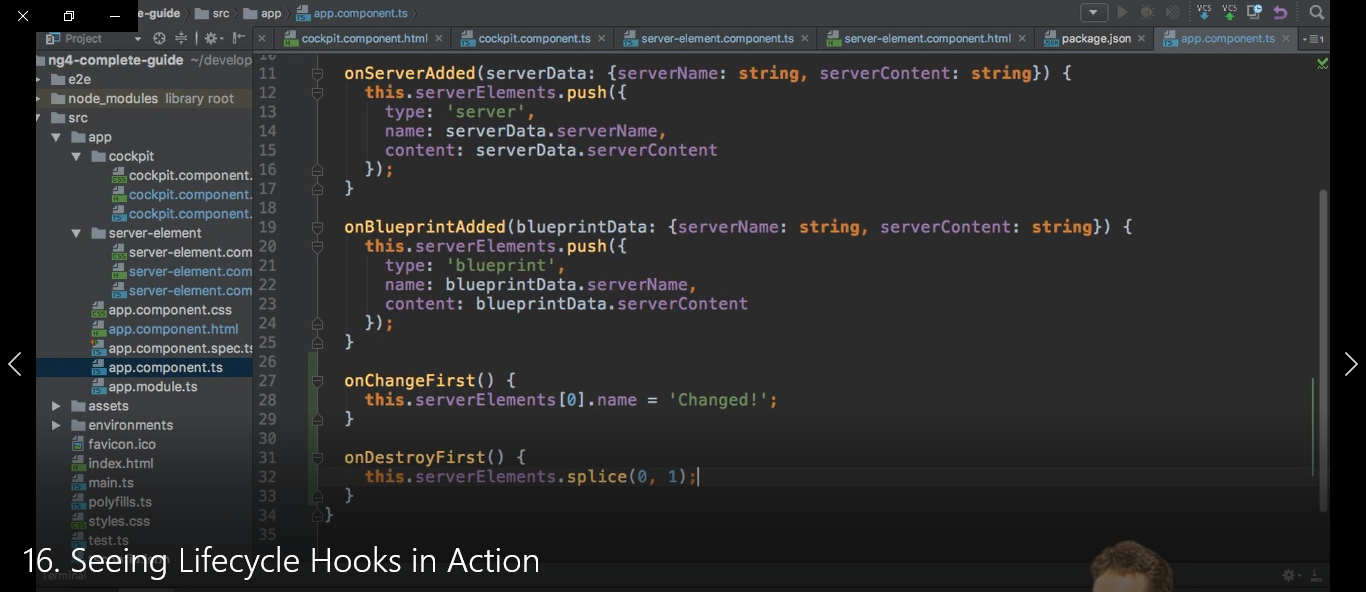 e-guide src app app.component.ts
VCS VCS
Project
cockpit.component.html cockpit.component.ts server-element.component.ts server-element.component.html package.json app.component.ts
ng4-complete-guide ~/develop
e2e
node_modules library root
src
app
cockpit
cockpit.component.
cockpit.component.
cockpit.component.
server-element
server-element.com
server-element.com
server-element.com
app.component.css
app.component.html
app.component.spec.ts
app.component.ts
app.module.ts
assets
environments
favicon.ico
index.html
main.ts
polyfills.ts
styles.css
test.ts
11 onServerAdded(serverData: {serverName: string, serverContent: string}) {
12 this.serverElements.push({
13 type: 'server',
14 name: serverData.serverName,
15 content: serverData.serverContent
16 });
17 }
18
19 onBlueprintAdded(blueprintData: {serverName: string, serverContent: string}) {
20 this.serverElements.push({
21 type: 'blueprint',
22 name: blueprintData.serverName,
23 content: blueprintData.serverContent
24 });
25 }
26
27 onChangeFirst() {
28 this.serverElements[0].name = 'Changed!';
29 }
30
31 onDestroyFirst() {
32 this.serverElements.splice(0, 1);
33 }
34 }
35
16. Seeing Lifecycle Hooks in Action
Terminal